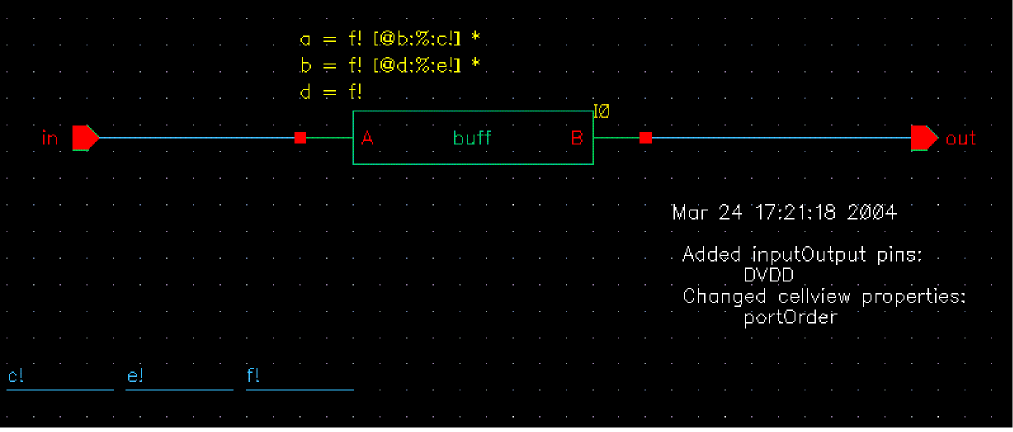 a = f! [@b:%:c!] *
b = f! [@d:%:e!] *
d = f!
I0
in
A
buff
B
out
Mar 24 17:21:18 2004
Added inputOutput pins:
DVDD
Changed cellview properties:
portOrder
c!
e!
f!